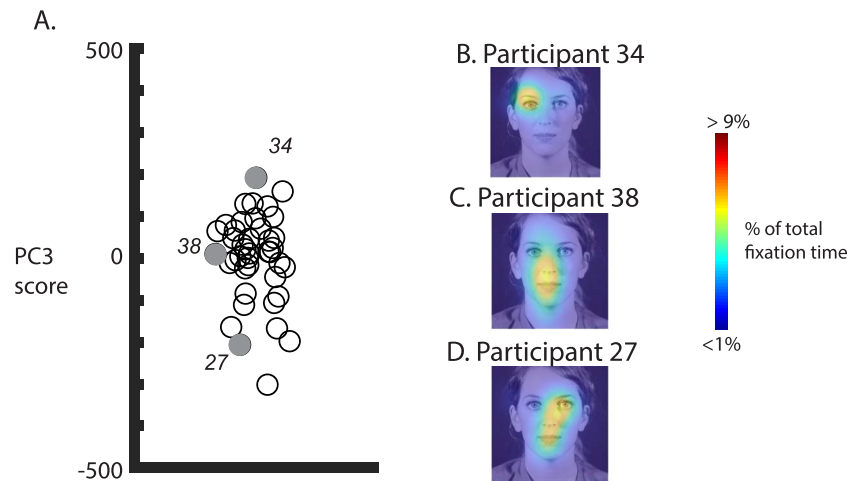 A.
500
34
PC3
score
0
38
27
-500
B. Participant 34
C. Participant 38
D. Participant 27
> 9%
% of total
fixation time
<1%